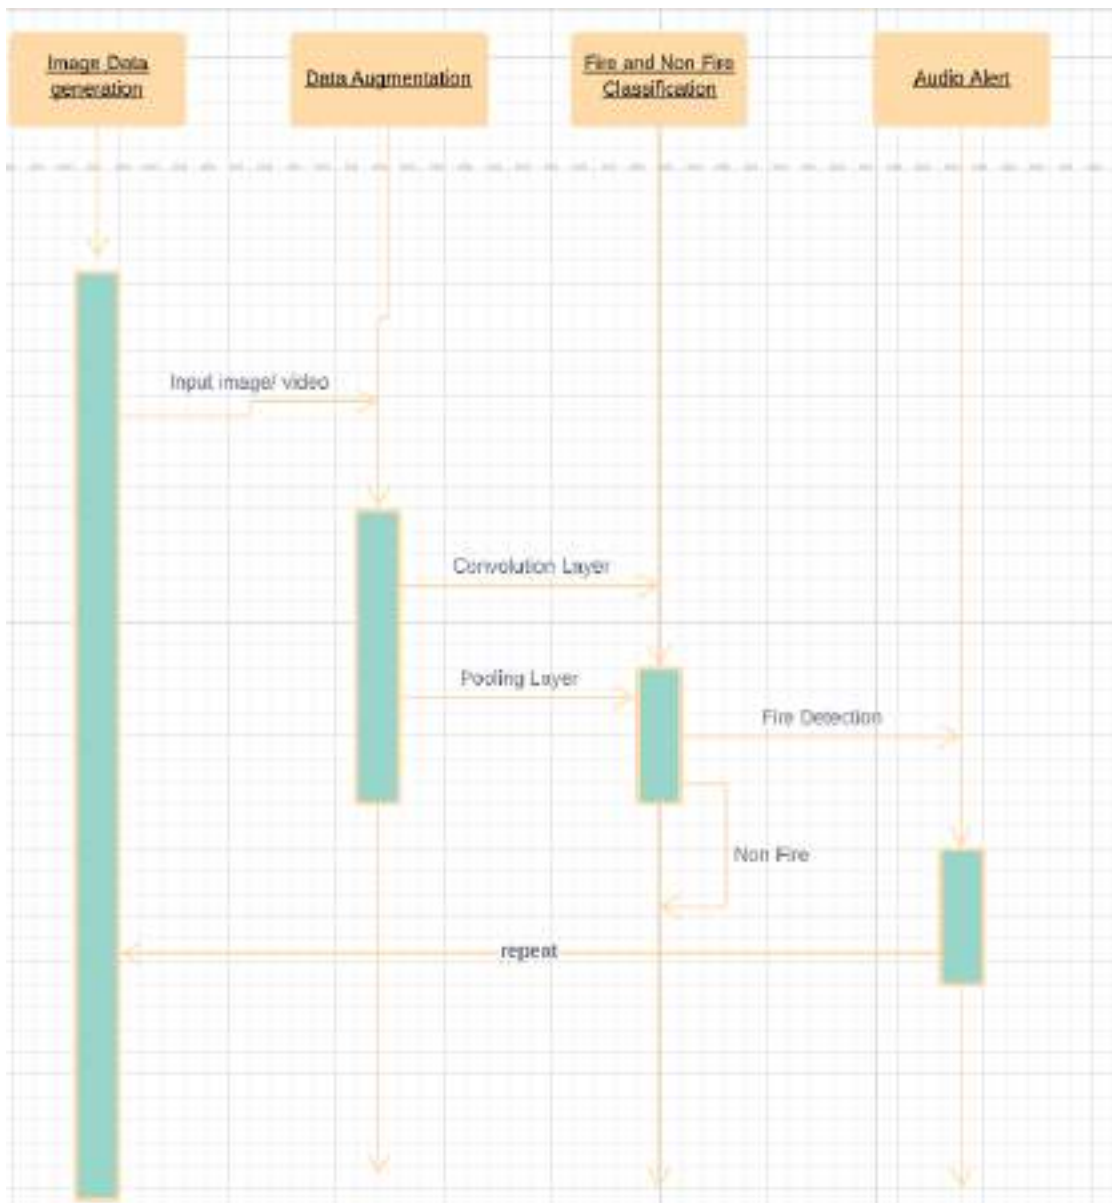 Image Data
generation
Data Augmentation
Fire and Non Fire
Classification
Audio Alert
Input image/ video
Convolution Layer
Pooling Layer
Fire Detection
Non Fire
repeat